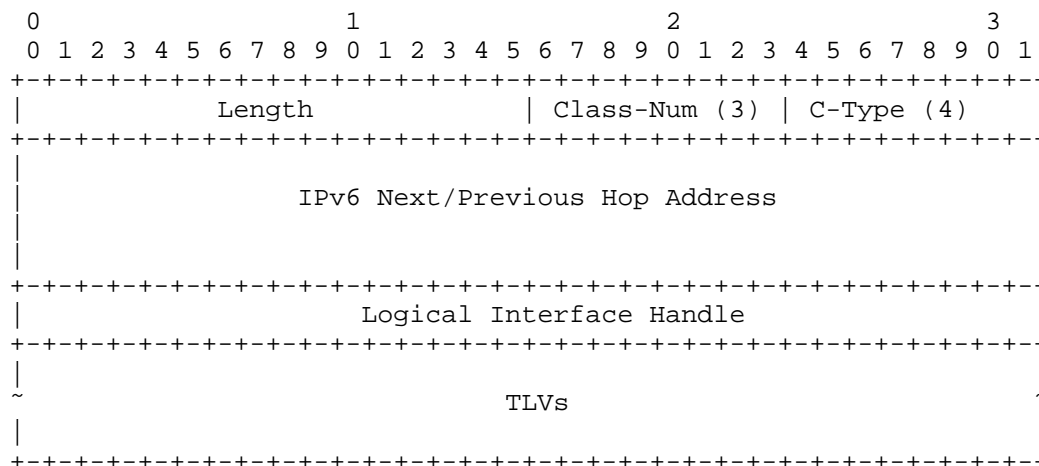 0                   1                   2                   3
 0 1 2 3 4 5 6 7 8 9 0 1 2 3 4 5 6 7 8 9 0 1 2 3 4 5 6 7 8 9 0 1
+-+-+-+-+-+-+-+-+-+-+-+-+-+-+-+-+-+-+-+-+-+-+-+-+-+-+-+-+-+-+-+-
|            Length             | Class-Num (3) | C-Type (4)
+-+-+-+-+-+-+-+-+-+-+-+-+-+-+-+-+-+-+-+-+-+-+-+-+-+-+-+-+-+-+-+-
|
|                 IPv6 Next/Previous Hop Address
|
|
+-+-+-+-+-+-+-+-+-+-+-+-+-+-+-+-+-+-+-+-+-+-+-+-+-+-+-+-+-+-+-+-
|                     Logical Interface Handle
+-+-+-+-+-+-+-+-+-+-+-+-+-+-+-+-+-+-+-+-+-+-+-+-+-+-+-+-+-+-+-+-
|
~                              TLVs                              ~
|
+-+-+-+-+-+-+-+-+-+-+-+-+-+-+-+-+-+-+-+-+-+-+-+-+-+-+-+-+-+-+-+-